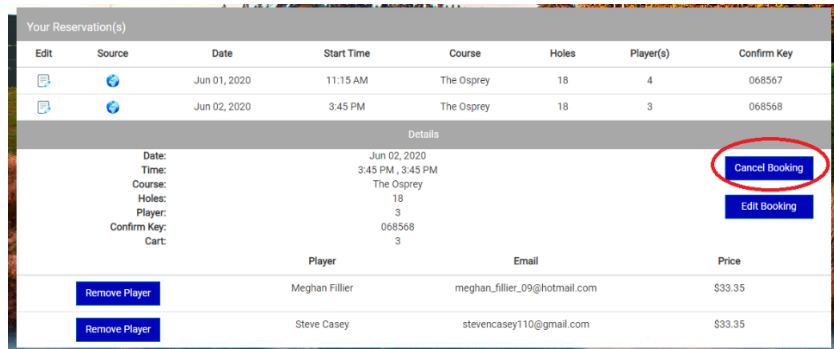 Your Reservation(s)
Edit Source Date Start Time Course Holes Player(s) Confirm Key
Jun 01, 2020 11:15 AM The Osprey 18 4 068567
Jun 02, 2020 3:45 PM The Osprey 18 3 068568
Details
Date: Jun 02, 2020
Time: 3:45 PM , 3:45 PM
Cancel Booking
Course: The Osprey
Holes: 18
Player: 3
Edit Booking
Confirm Key: 068568
Cart: 3
Player Email Price
Remove Player Meghan Fillier meghan_fillier_09@hotmail.com $33.35
Remove Player Steve Casey stevencasey110@gmail.com $33.35